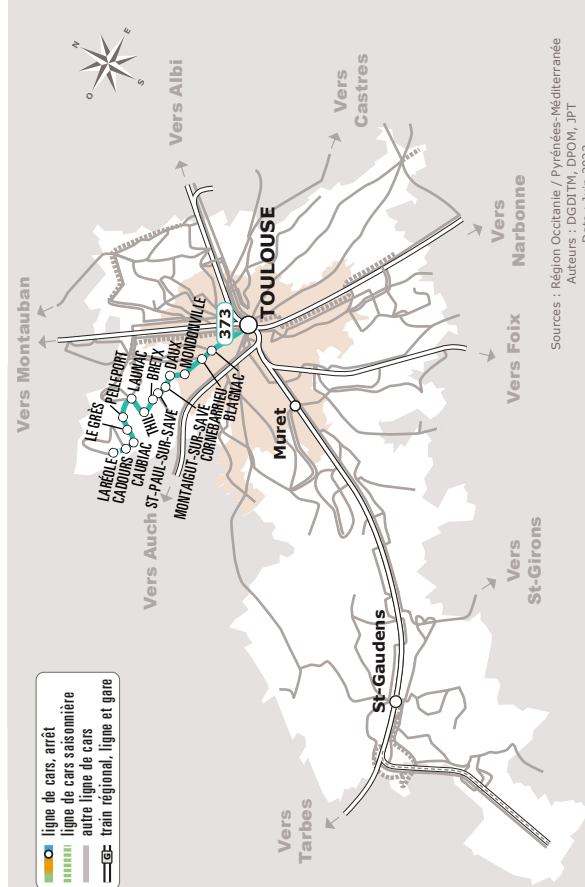 ligne de cars, arrêt
ligne de cars saisonnière
autre ligne de cars
G train régional, ligne et gare
N
E
S
O
Vers Montauban
Vers Albi
Vers
Castres
Vers Auch
LARÉOLE
CADOURS
LE GRÈS
CAUBIAC
PELLEPORT
THIL
LAUNAC
BRETX
ST-PAUL-SUR-SAVE
DAUX
MONTAIGUT-SUR-SAVE
MONDONVILLE
CORNEBARRIEU
BLAGNAC
373
TOULOUSE
Muret
St-Gaudens
Vers
Narbonne
Vers Foix
Vers
St-Girons
Vers
Tarbes
Sources : Région Occitanie / Pyrénées-Méditerranée
Auteurs : DGDITM, DPOM, JPT